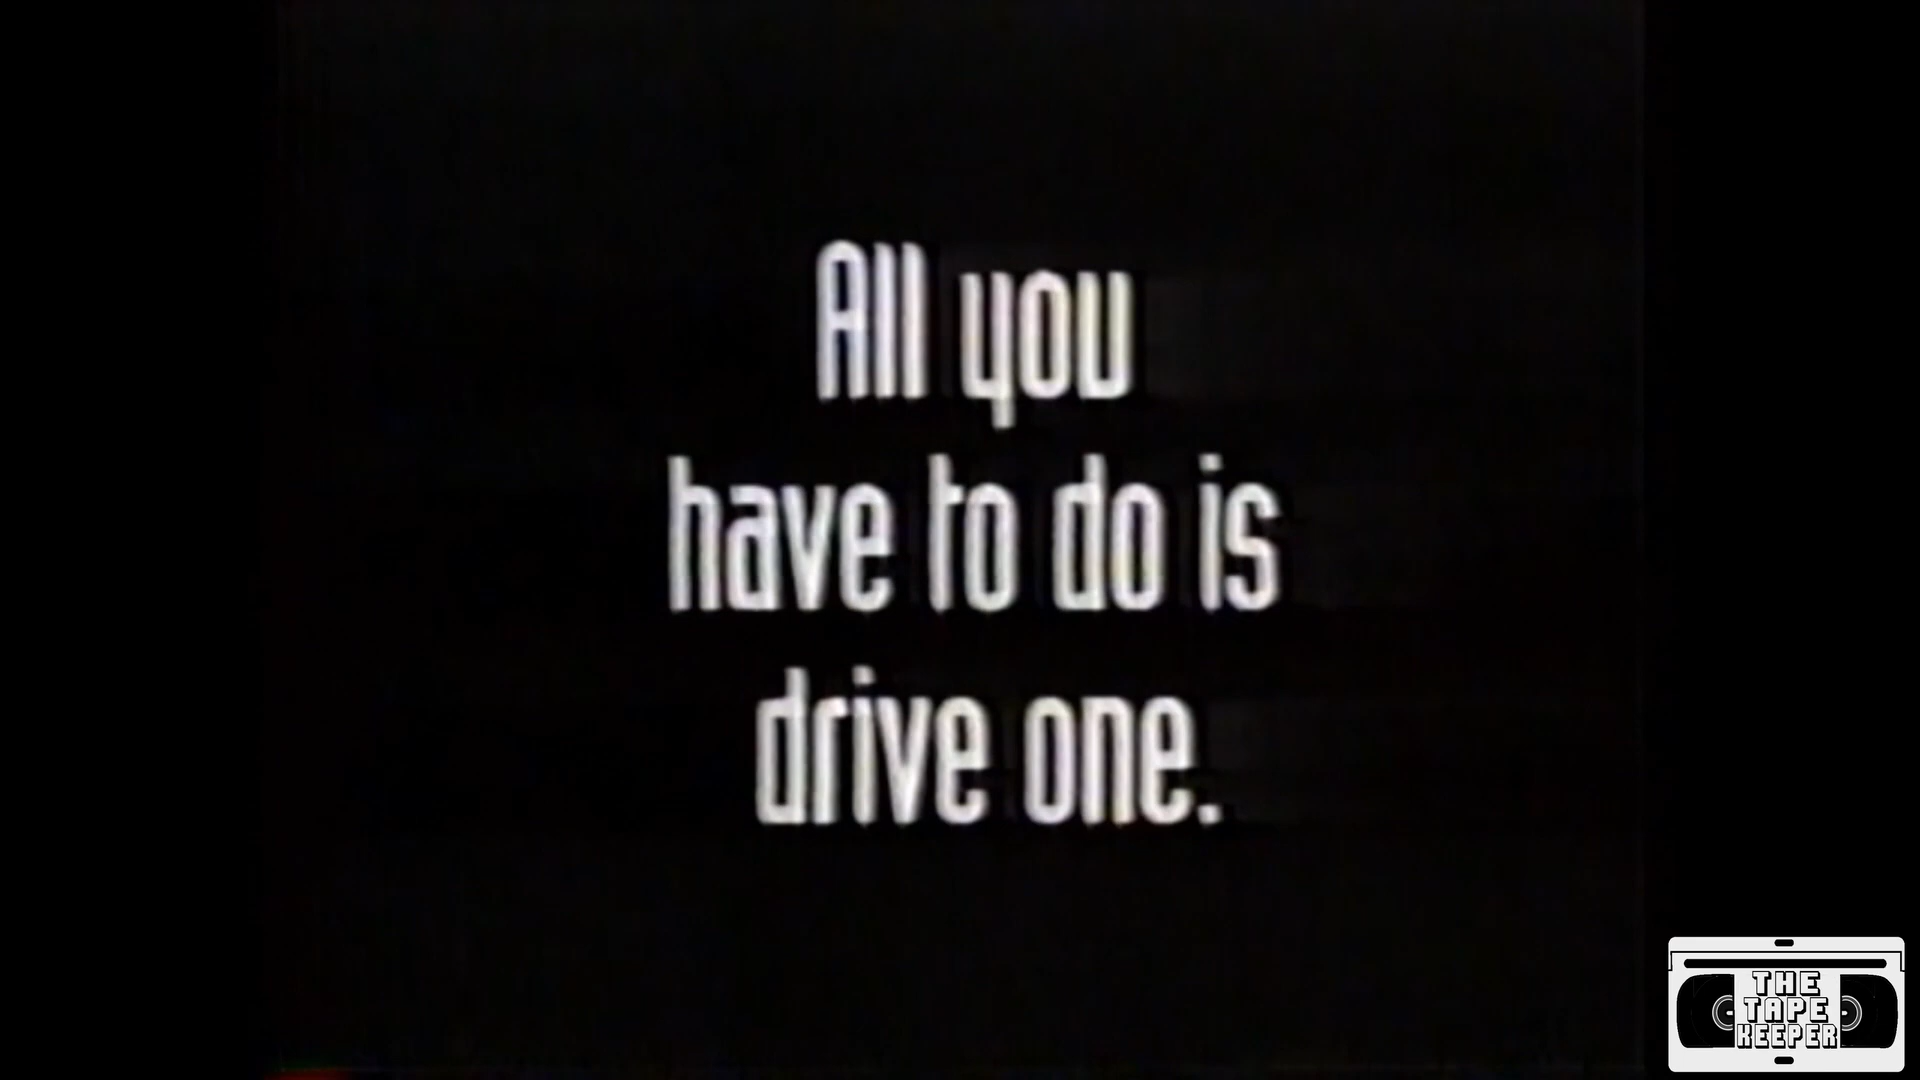 All you
have to do is
drive one.
THE
TAPE
KEEPER